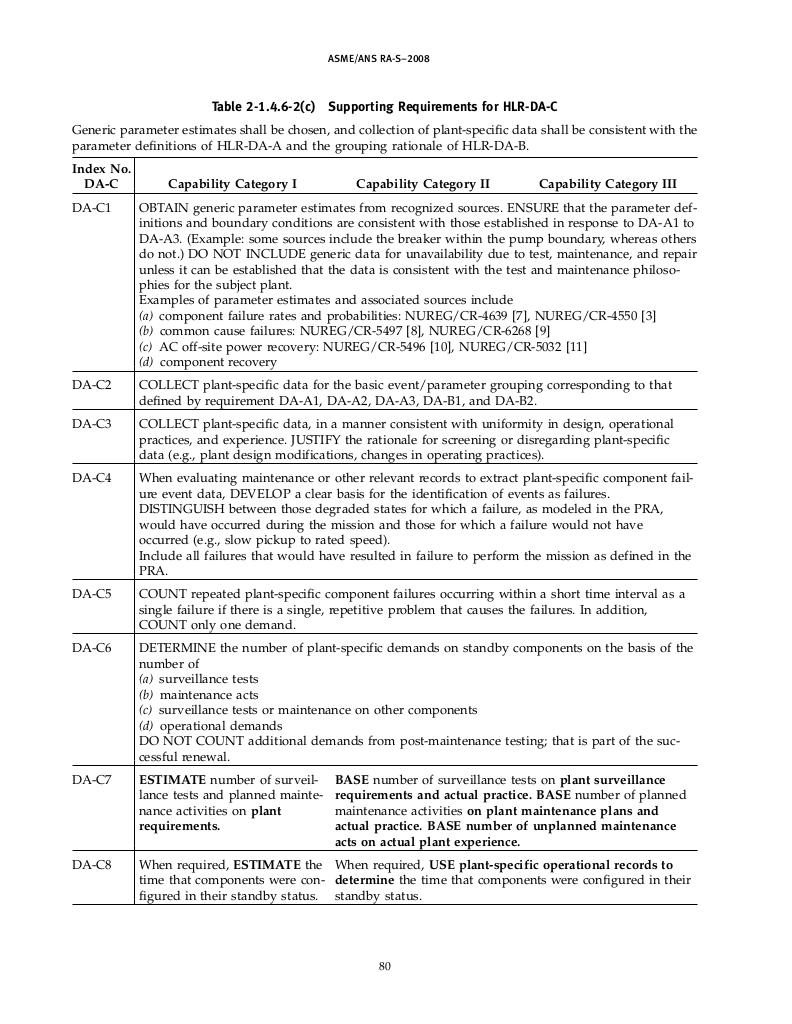 ASME/ANS RA-S–2008
Table 2-1.4.6-2(c) Supporting Requirements for HLR-DA-C
Generic parameter estimates shall be chosen, and collection of plant-specific data shall be consistent with the
parameter definitions of HLR-DA-A and the grouping rationale of HLR-DA-B.
Index No.
DA-C Capability Category I Capability Category II Capability Category III
DA-C1 OBTAIN generic parameter estimates from recognized sources. ENSURE that the parameter def-
initions and boundary conditions are consistent with those established in response to DA-A1 to
DA-A3. (Example: some sources include the breaker within the pump boundary, whereas others
do not.) DO NOT INCLUDE generic data for unavailability due to test, maintenance, and repair
unless it can be established that the data is consistent with the test and maintenance philoso-
phies for the subject plant.
Examples of parameter estimates and associated sources include
(a) component failure rates and probabilities: NUREG/CR-4639 [7], NUREG/CR-4550 [3]
(b) common cause failures: NUREG/CR-5497 [8], NUREG/CR-6268 [9]
(c) AC off-site power recovery: NUREG/CR-5496 [10], NUREG/CR-5032 [11]
(d) component recovery
DA-C2 COLLECT plant-specific data for the basic event/parameter grouping corresponding to that
defined by requirement DA-A1, DA-A2, DA-A3, DA-B1, and DA-B2.
DA-C3 COLLECT plant-specific data, in a manner consistent with uniformity in design, operational
practices, and experience. JUSTIFY the rationale for screening or disregarding plant-specific
data (e.g., plant design modifications, changes in operating practices).
DA-C4 When evaluating maintenance or other relevant records to extract plant-specific component fail-
ure event data, DEVELOP a clear basis for the identification of events as failures.
DISTINGUISH between those degraded states for which a failure, as modeled in the PRA,
would have occurred during the mission and those for which a failure would not have
occurred (e.g., slow pickup to rated speed).
Include all failures that would have resulted in failure to perform the mission as defined in the
PRA.
DA-C5 COUNT repeated plant-specific component failures occurring within a short time interval as a
single failure if there is a single, repetitive problem that causes the failures. In addition,
COUNT only one demand.
DA-C6 DETERMINE the number of plant-specific demands on standby components on the basis of the
number of
(a) surveillance tests
(b) maintenance acts
(c) surveillance tests or maintenance on other components
(d) operational demands
DO NOT COUNT additional demands from post-maintenance testing; that is part of the suc-
cessful renewal.
DA-C7 ESTIMATE number of surveil-
lance tests and planned mainte-
nance activities on plant
requirements.
BASE number of surveillance tests on plant surveillance
requirements and actual practice. BASE number of planned
maintenance activities on plant maintenance plans and
actual practice. BASE number of unplanned maintenance
acts on actual plant experience.
DA-C8 When required, ESTIMATE the
time that components were con-
figured in their standby status.
When required, USE plant-specific operational records to
determine the time that components were configured in their
standby status.
80